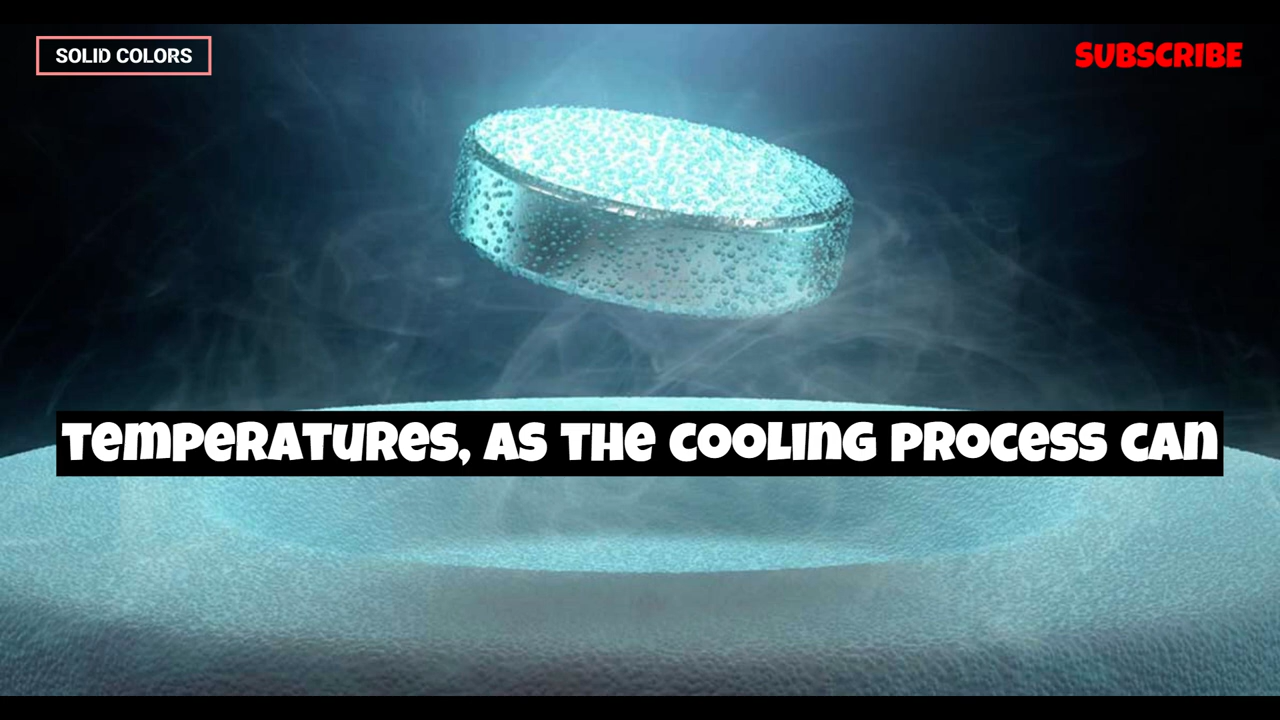 SOLID COLORS
SUBSCRIBE
TEMPERATURES, AS THE COOLING PROCESS CAN